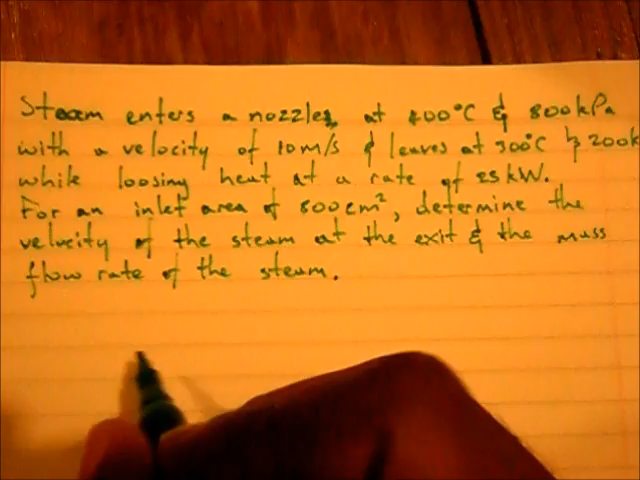 Steam enters a nozzle, at 400°C & 800kPa
with a velocity of 10m/s & leaves at 300°C & 200k
while loosing heat at a rate of 25kW.
For an inlet area of 800cm², determine the
velocity of the steam at the exit & the mass
flow rate of the steam.